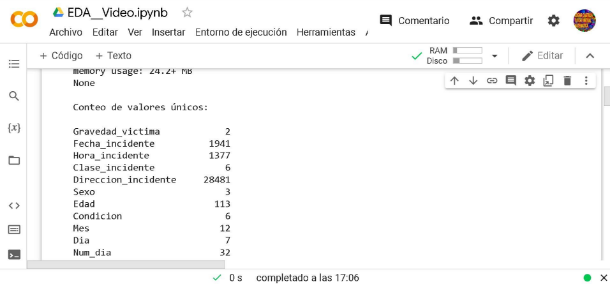 EDA__Video.ipynb
Comentario
Compartir
Archivo Editar Ver Insertar Entorno de ejecución Herramientas
+ Código + Texto
RAM
Disco
Editar
memory usage: 24.2+ MB
None
Conteo de valores únicos:
Gravedad_victima 2
Fecha_incidente 1941
Hora_incidente 1377
Clase_incidente 6
Direccion_incidente 28481
Sexo 3
Edad 113
Condicion 6
Mes 12
Dia 7
Num_dia 32
0 s completado a las 17:06